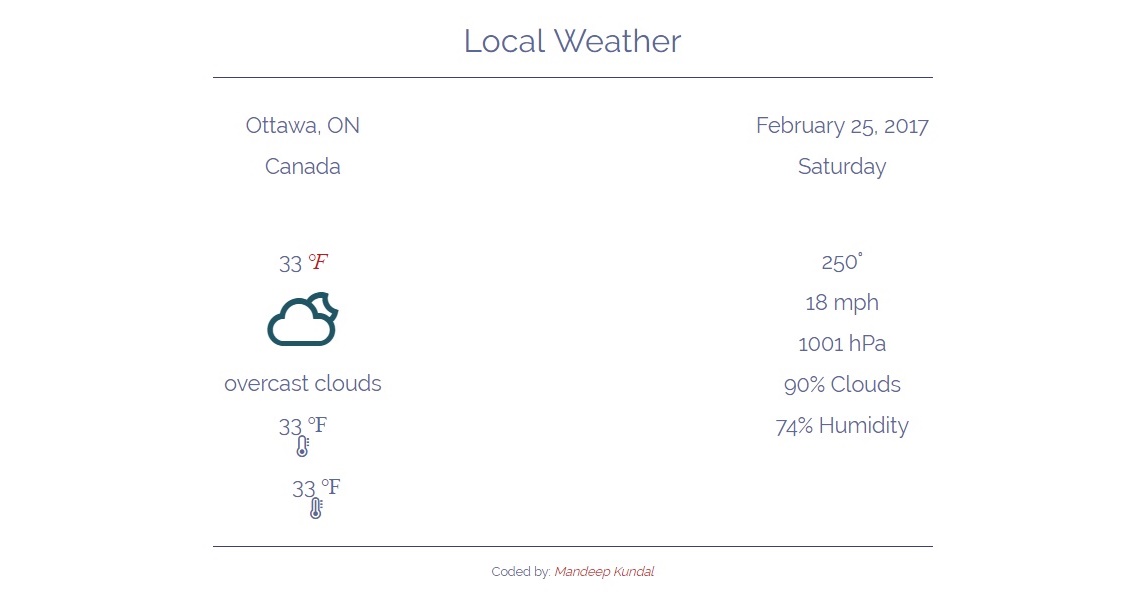 Local Weather
Ottawa, ON
Canada
February 25, 2017
Saturday
33 °F
overcast clouds
33 °F
33 °F
250°
18 mph
1001 hPa
90% Clouds
74% Humidity
Coded by: Mandeep Kundal